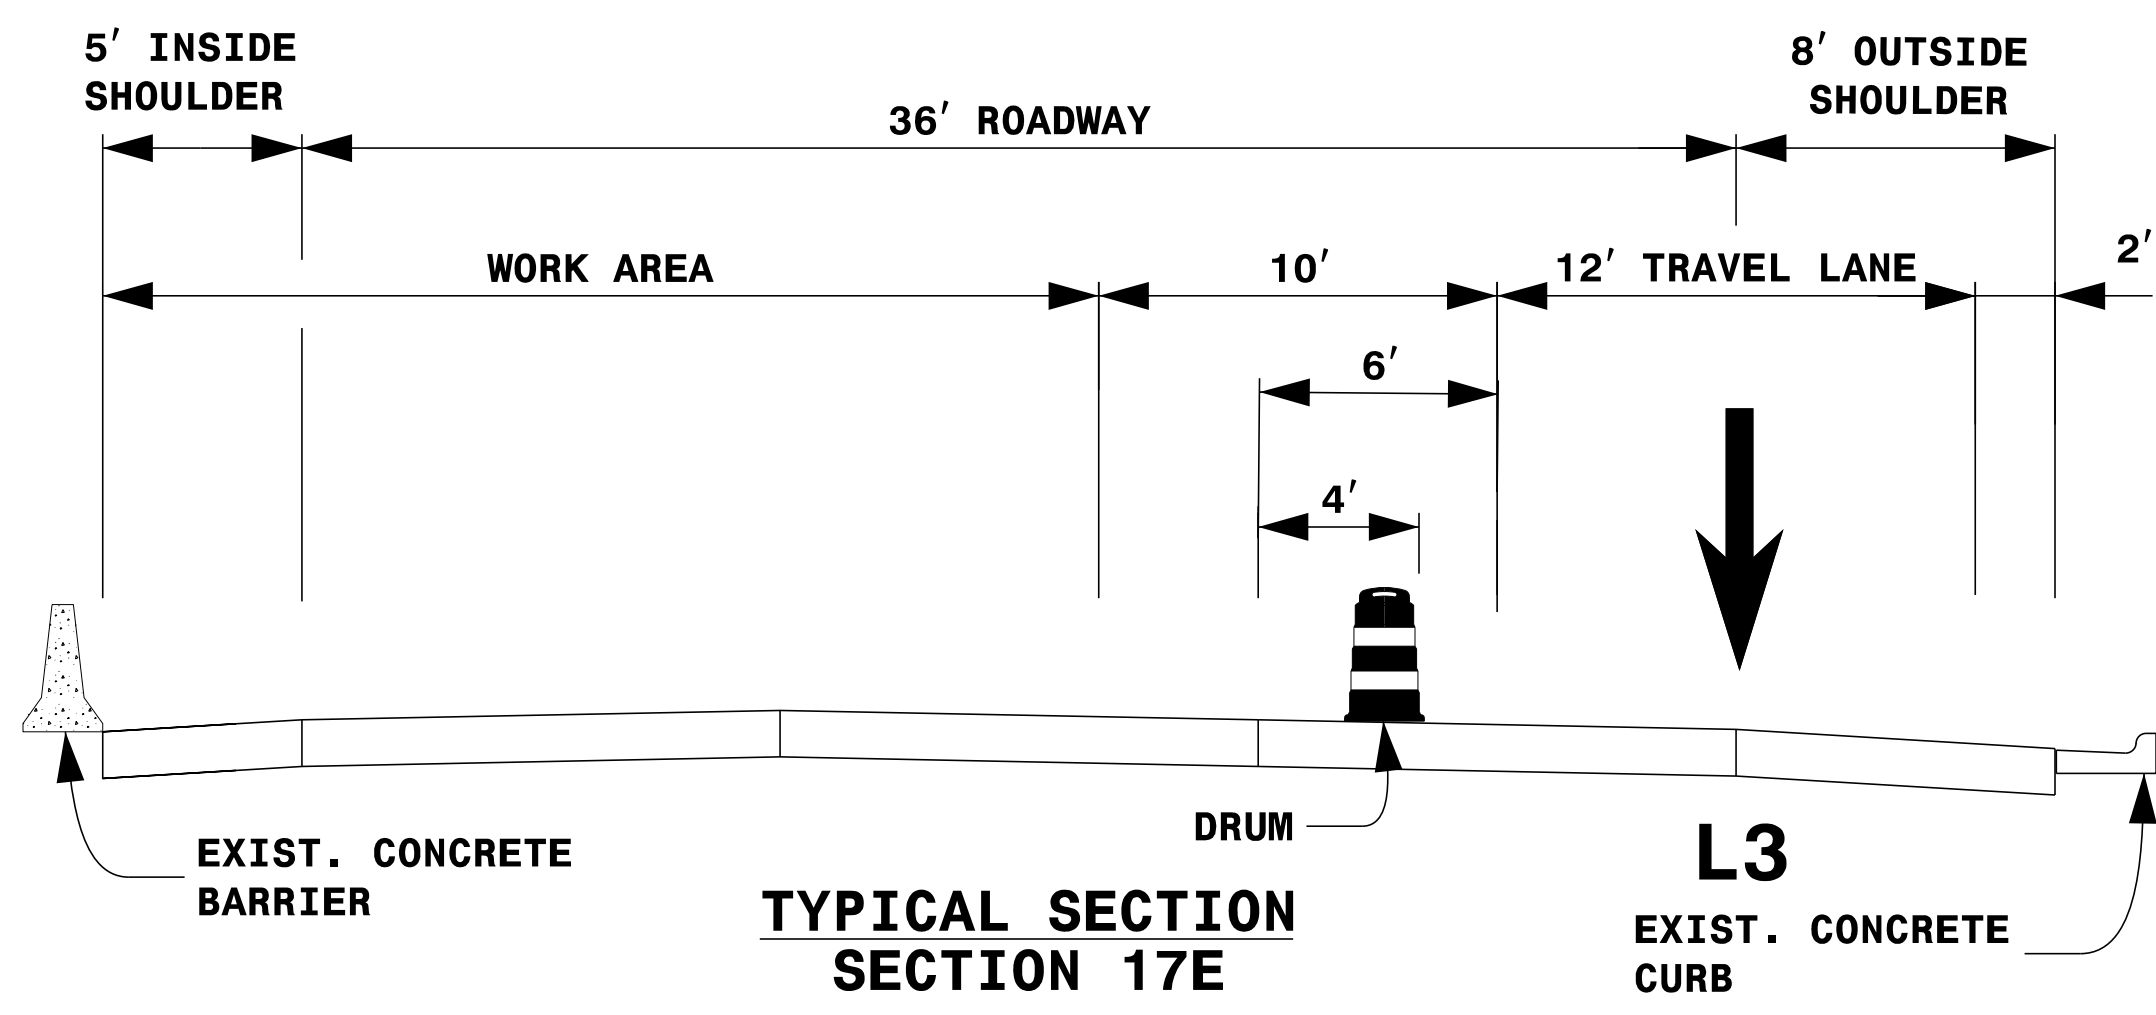 5' INSIDE
SHOULDER
8' OUTSIDE
SHOULDER
36' ROADWAY
WORK AREA
10'
12' TRAVEL LANE
2'
6'
4'
DRUM
EXIST. CONCRETE
BARRIER
L3
EXIST. CONCRETE
CURB
TYPICAL SECTION
SECTION 17E